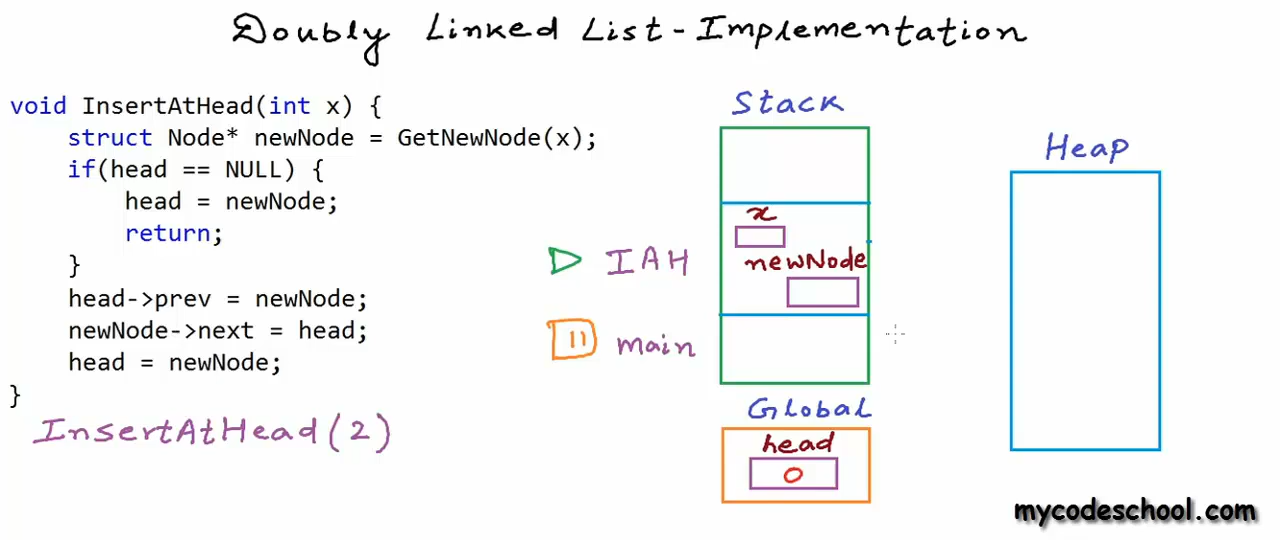 Doubly Linked List - Implementation
void InsertAtHead(int x) {
struct Node* newNode = GetNewNode(x);
if(head == NULL) {
head = newNode;
return;
}
head->prev = newNode;
newNode->next = head;
head = newNode;
}
InsertAtHead(2)
Stack
x
IAH
newNode
main
Global
head
0
Heap
mycodeschool.com